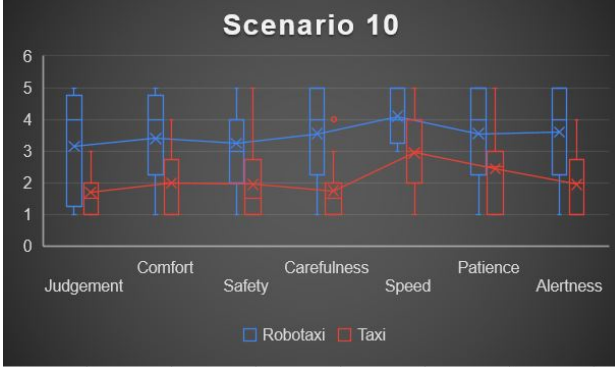 Scenario 10
6
5
4
3
2
1
0
Judgement
Comfort
Safety
Carefulness
Speed
Patience
Alertness
Robotaxi Taxi